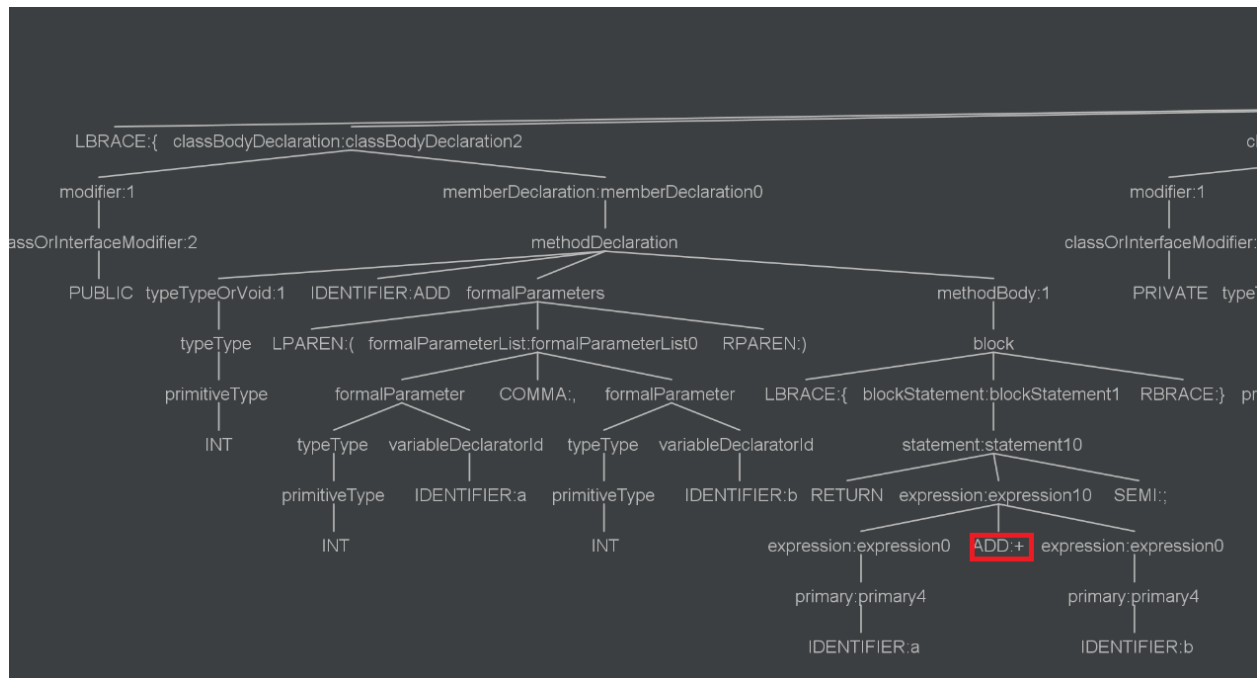 LBRACE:{ classBodyDeclaration:classBodyDeclaration2
modifier:1 memberDeclaration:memberDeclaration0 modifier:1
assOrInterfaceModifier:2 methodDeclaration classOrInterfaceModifier:
PUBLIC typeTypeOrVoid:1 IDENTIFIER:ADD formalParameters methodBody:1 PRIVATE
typeType LPAREN:( formalParameterList:formalParameterList0 RPAREN:) block
primitiveType formalParameter COMMA:, formalParameter LBRACE:{ blockStatement:blockStatement1 RBRACE:}
INT typeType variableDeclaratorId typeType variableDeclaratorId statement:statement10
primitiveType IDENTIFIER:a primitiveType IDENTIFIER:b RETURN expression:expression10 SEMI:;
INT INT expression:expression0 ADD:+ expression:expression0
primary:primary4 primary:primary4
IDENTIFIER:a IDENTIFIER:b